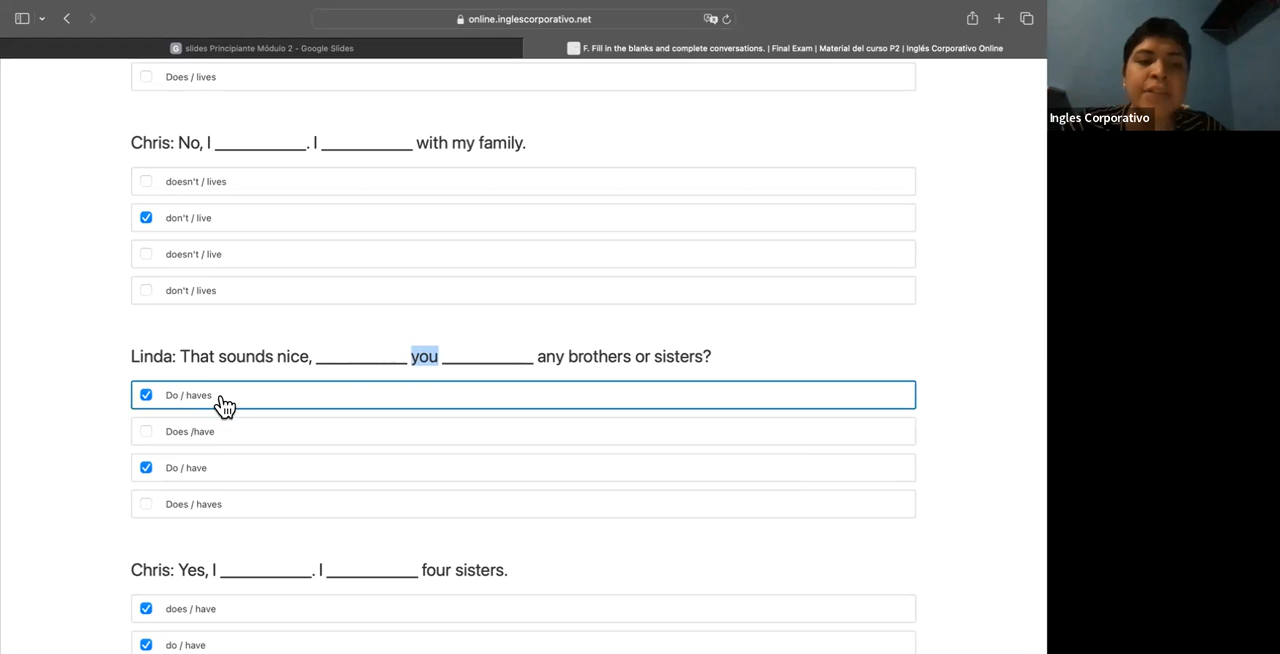 online.inglescorporativo.net
slides Principiante Módulo 2 - Google Slides
F. Fill in the blanks and complete conversations. | Final Exam | Material del curso P2 | Inglés Corporativo Online
Does / lives
Chris: No, I ___________. I ___________ with my family.
doesn't / lives
don't / live
doesn't / live
don't / lives
Linda: That sounds nice, ___________ you ___________ any brothers or sisters?
Do / haves
Does /have
Do / have
Does / haves
Chris: Yes, I ___________. I ___________ four sisters.
does / have
do / have
Ingles Corporativo